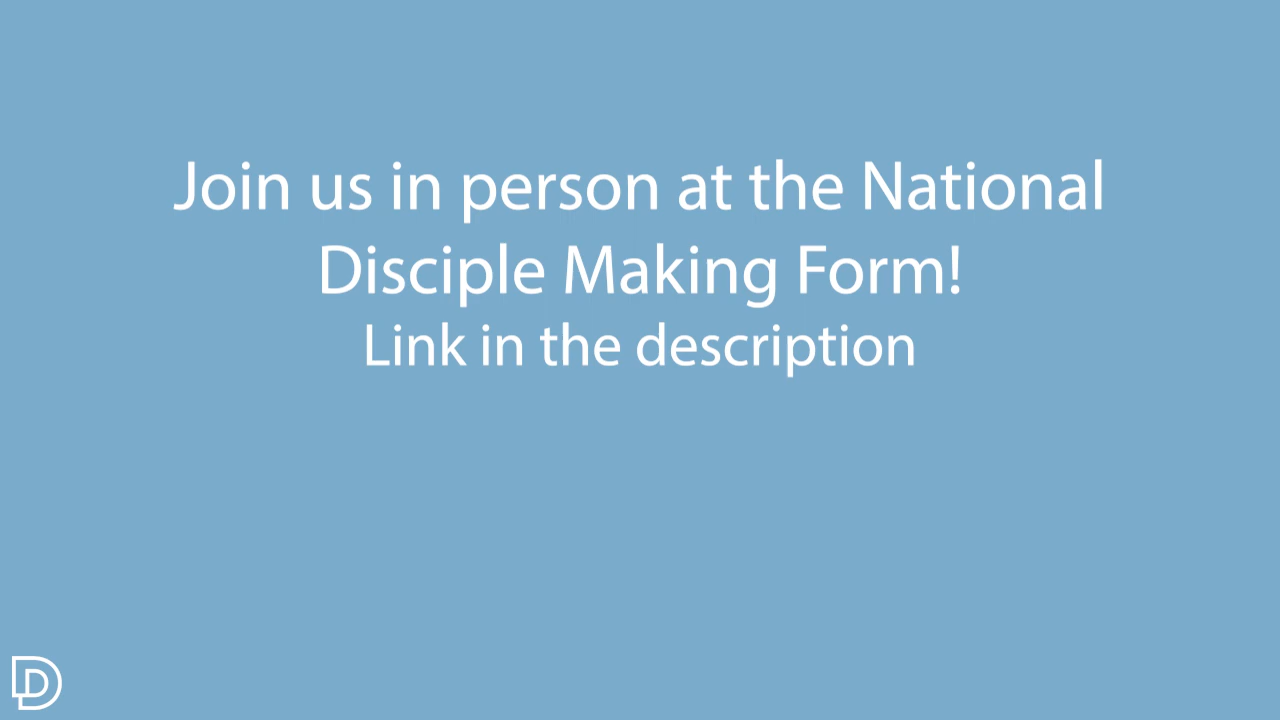 Join us in person at the National
Disciple Making Form!
Link in the description